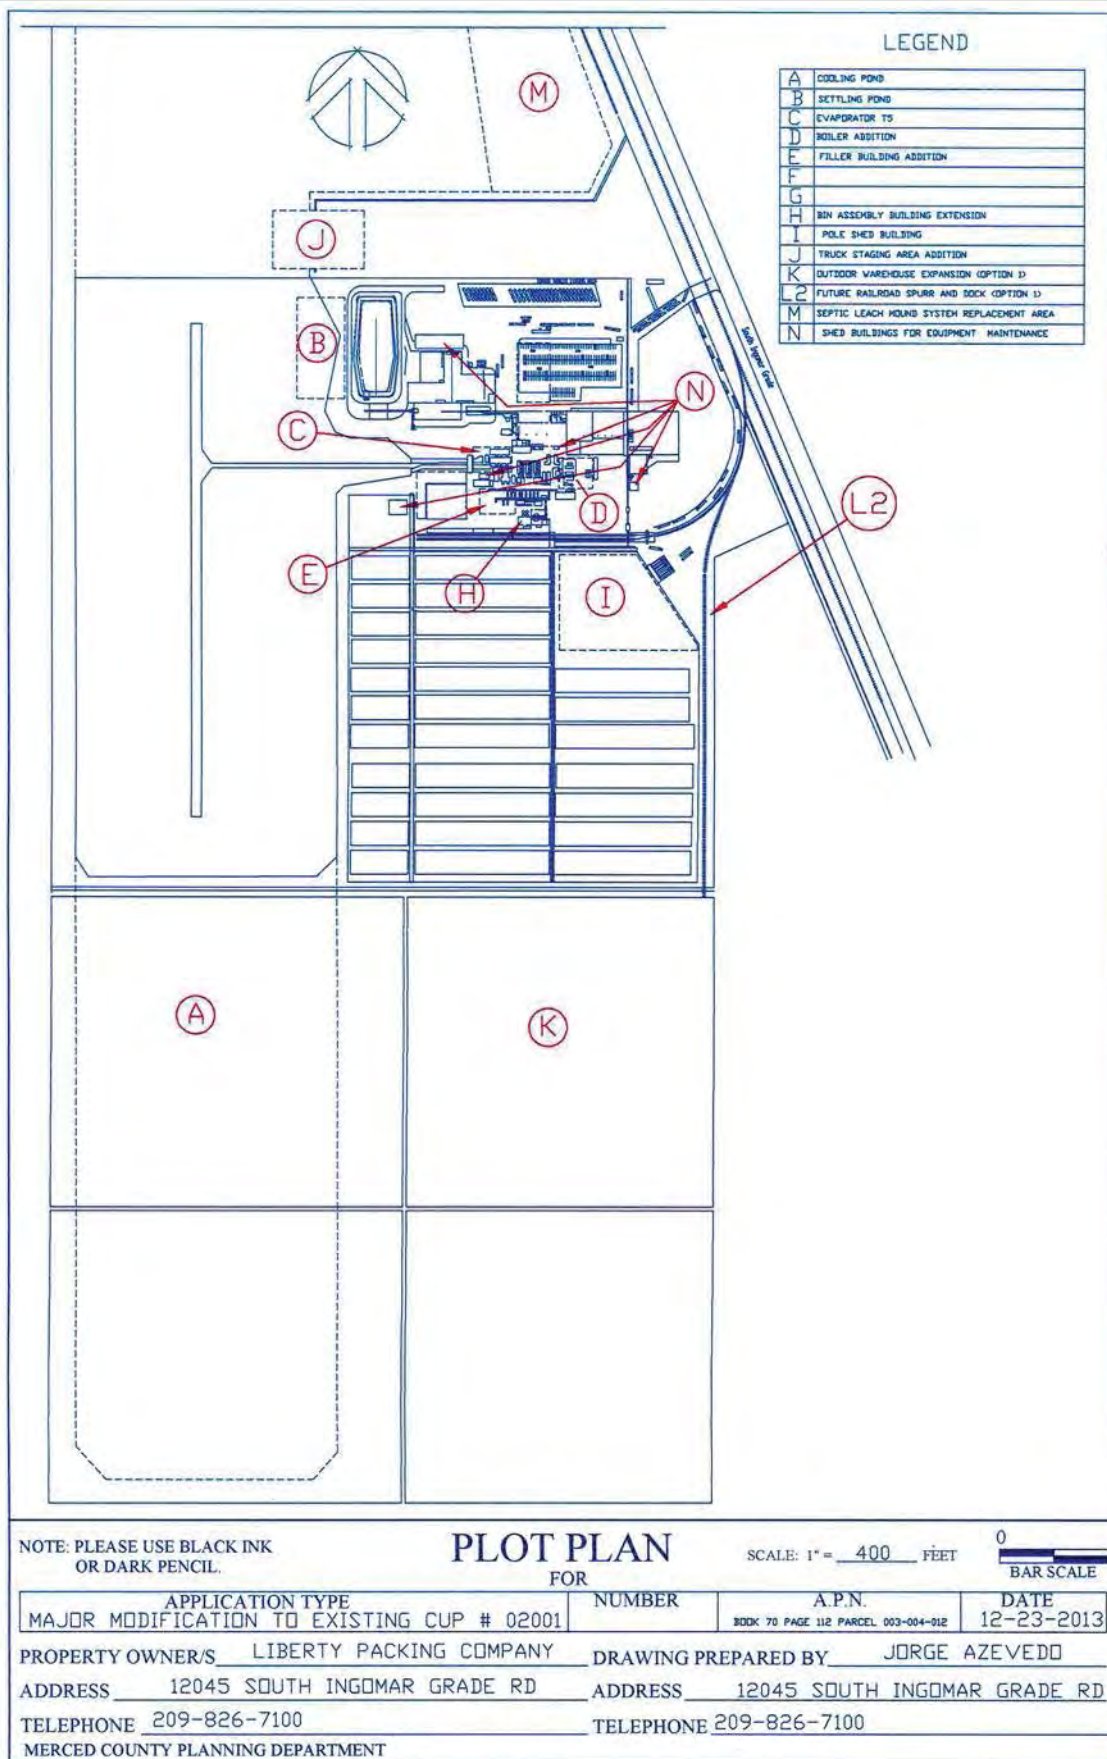 LEGEND
A COOLING POND
B SETTLING POND
C EVAPORATOR T5
D BOILER ADDITION
E FILLER BUILDING ADDITION
F
G
H BIN ASSEMBLY BUILDING EXTENSION
I POLE SHED BUILDING
J TRUCK STAGING AREA ADDITION
K OUTDOOR WAREHOUSE EXPANSION (OPTION 1)
L2 FUTURE RAILROAD SPURR AND DOCK (OPTION 1)
M SEPTIC LEACH MOUND SYSTEM REPLACEMENT AREA
N SHED BUILDINGS FOR EQUIPMENT MAINTENANCE
M
J
B
South Ingomar Grade
N
C
L2
D
E
H
I
A
K
NOTE: PLEASE USE BLACK INK
OR DARK PENCIL.
PLOT PLAN
FOR
SCALE: 1" = 400 FEET
0
BAR SCALE
APPLICATION TYPE
MAJOR MODIFICATION TO EXISTING CUP # 02001
NUMBER
A.P.N.
BOOK 70 PAGE 112 PARCEL 003-004-012
DATE
12-23-2013
PROPERTY OWNER/S LIBERTY PACKING COMPANY
DRAWING PREPARED BY JORGE AZEVEDO
ADDRESS 12045 SOUTH INGOMAR GRADE RD
ADDRESS 12045 SOUTH INGOMAR GRADE RD
TELEPHONE 209-826-7100
TELEPHONE 209-826-7100
MERCED COUNTY PLANNING DEPARTMENT